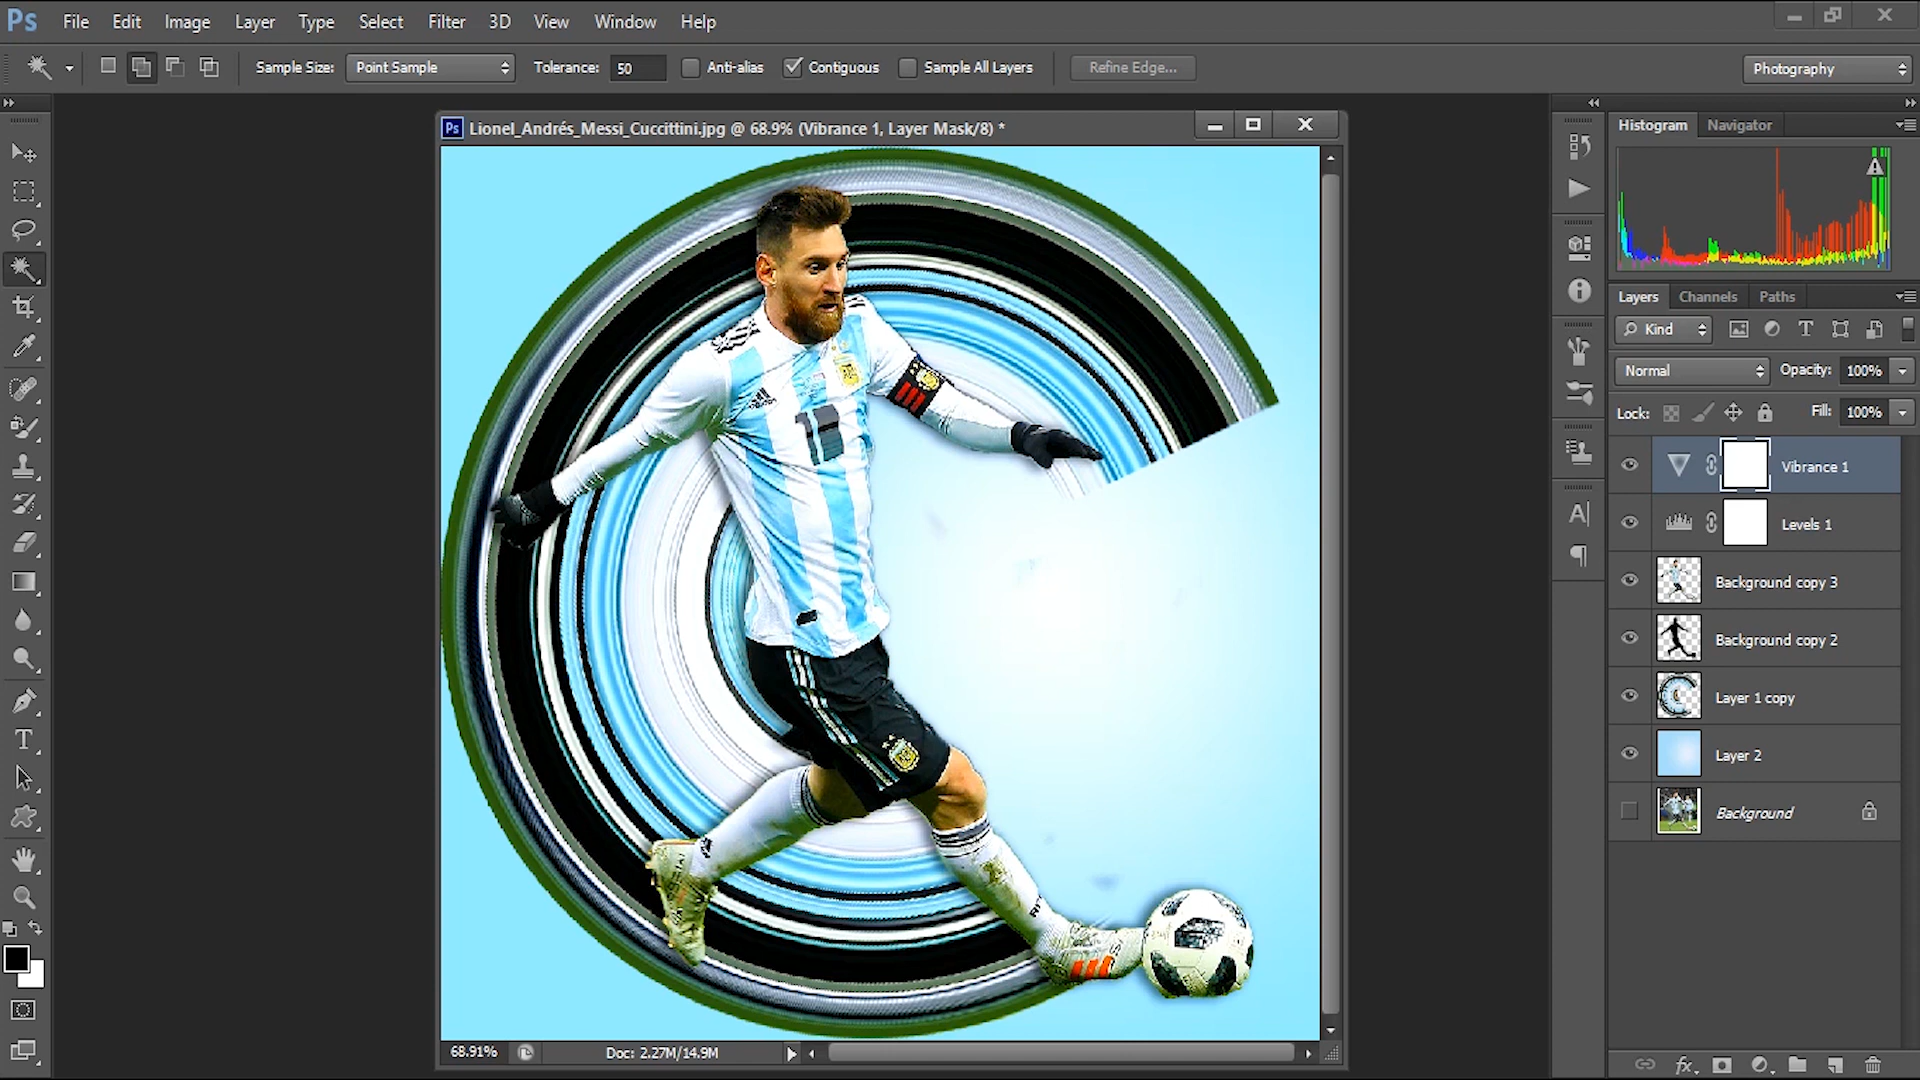 Ps File Edit Image Layer Type Select Filter 3D View Window Help
Sample Size: Point Sample Tolerance: 50 Anti-alias Contiguous Sample All Layers Refine Edge... Photography
Ps Lionel_Andrés_Messi_Cuccittini.jpg @ 68.9% (Vibrance 1, Layer Mask/8) *
Histogram Navigator
Layers Channels Paths
Kind
Normal Opacity: 100%
Lock: Fill: 100%
Vibrance 1
Levels 1
Background copy 3
Background copy 2
Layer 1 copy
Layer 2
Background
adidas
10
68.91% Doc: 2.27M/14.9M